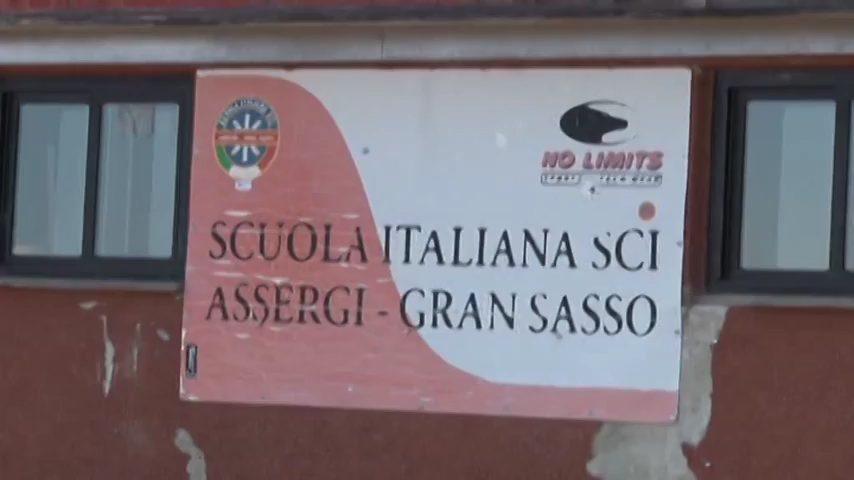 NO LIMITS
SCUOLA ITALIANA SCI
ASSERGI - GRAN SASSO